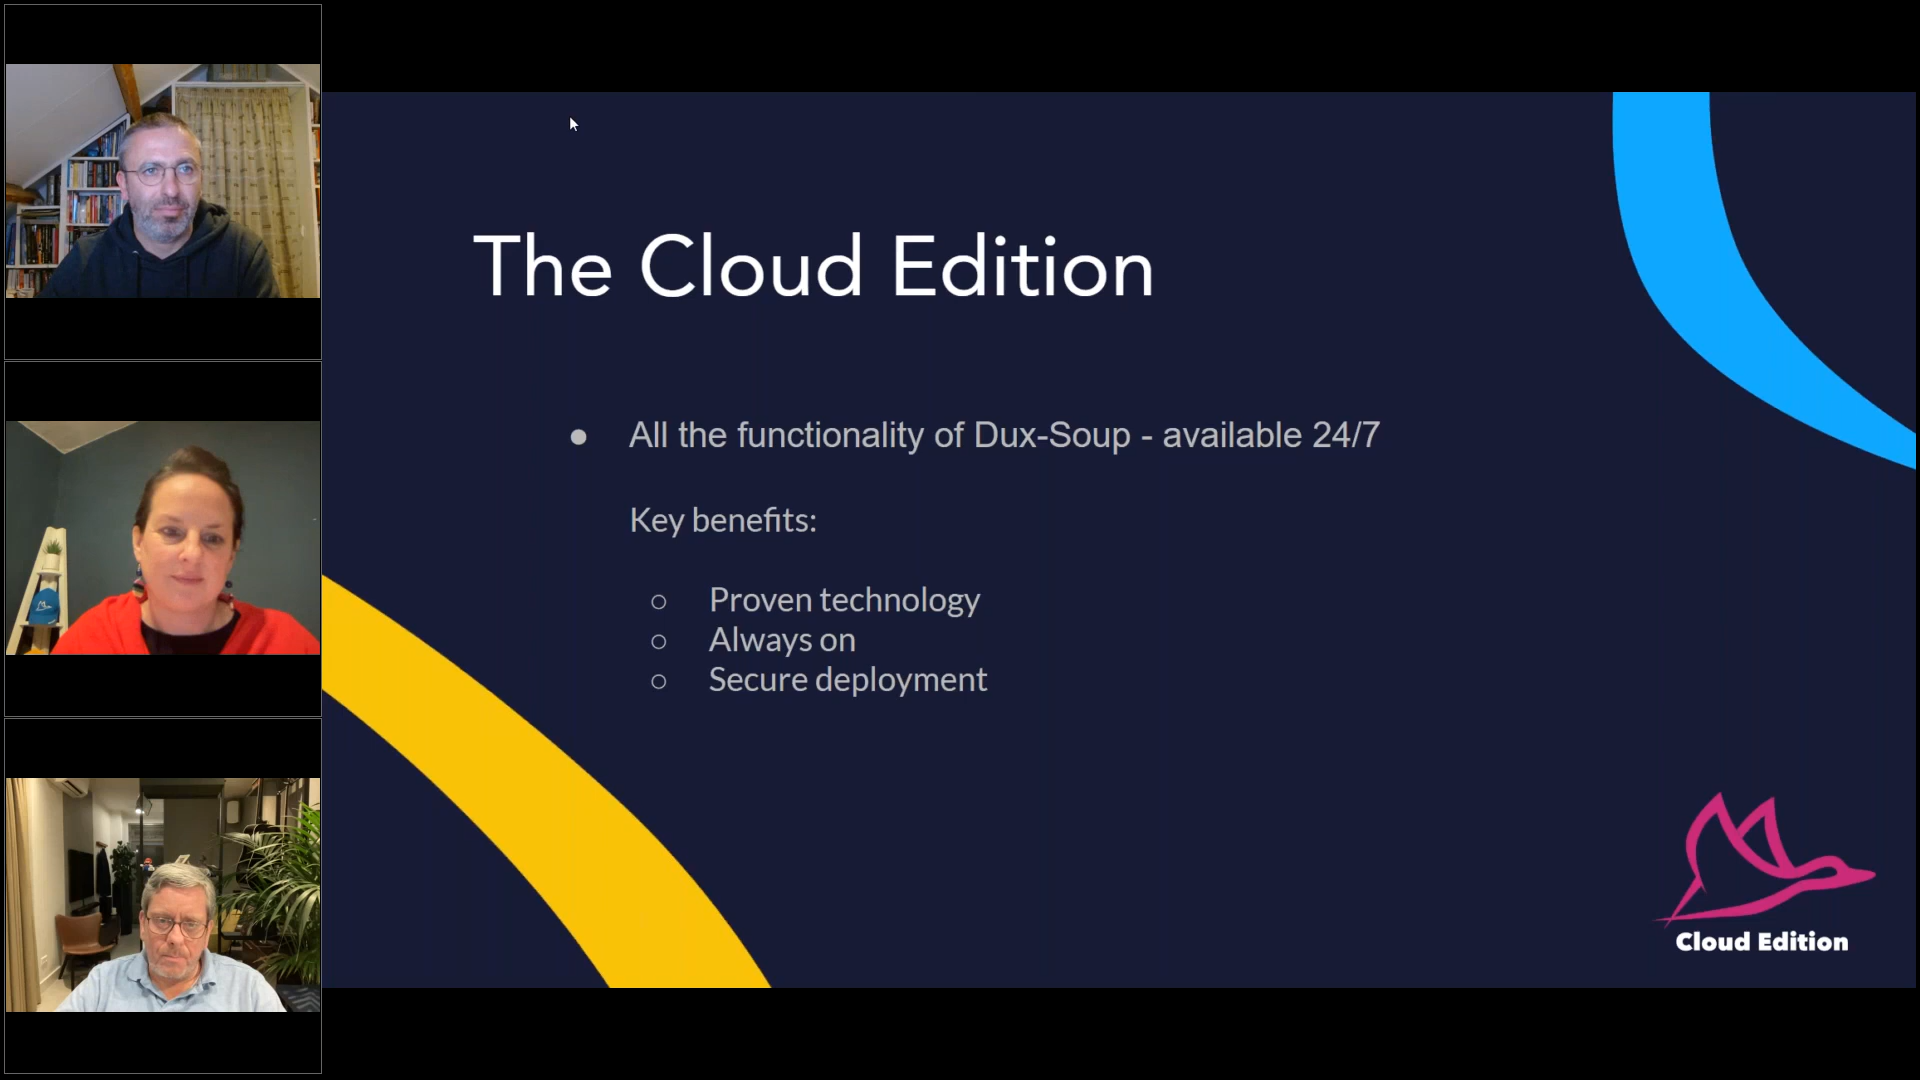 The Cloud Edition
● All the functionality of Dux-Soup - available 24/7
Key benefits:
○ Proven technology
○ Always on
○ Secure deployment
Cloud Edition